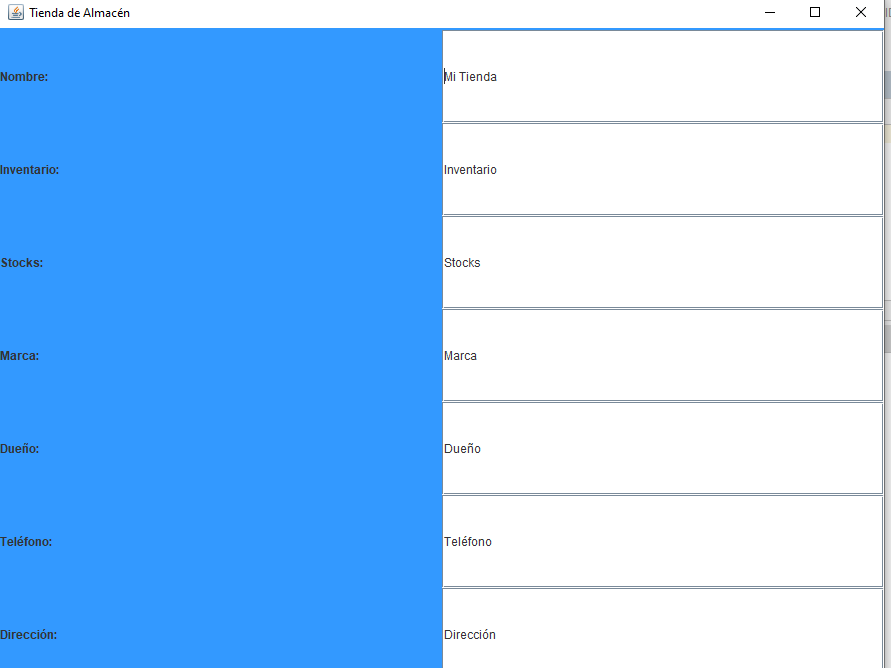 Tienda de Almacén
Nombre: Mi Tienda
Inventario: Inventario
Stocks: Stocks
Marca: Marca
Dueño: Dueño
Teléfono: Teléfono
Dirección: Dirección